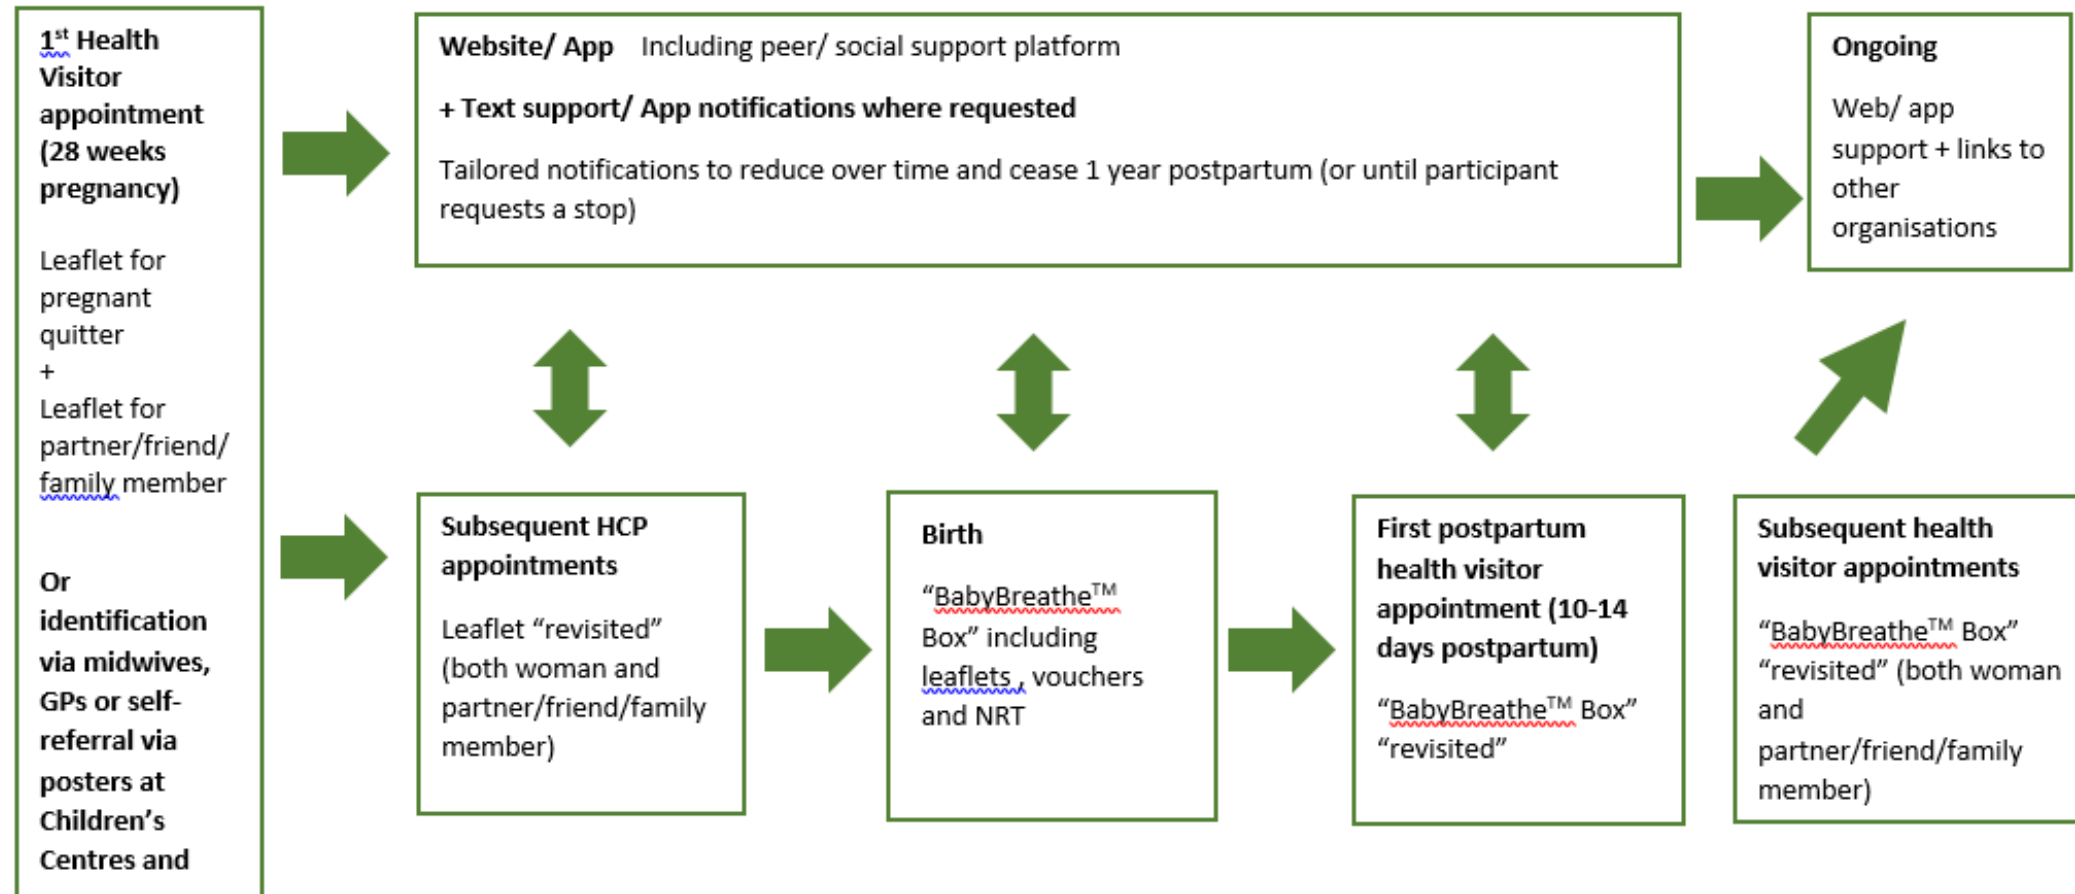 1st Health
Visitor
appointment
(28 weeks
pregnancy)
Leaflet for
pregnant
quitter
+
Leaflet for
partner/friend/
family member
Or
identification
via midwives,
GPs or self-
referral via
posters at
Children’s
Centres and
Website/ App Including peer/ social support platform
+ Text support/ App notifications where requested
Tailored notifications to reduce over time and cease 1 year postpartum (or until participant
requests a stop)
Ongoing
Web/ app
support + links to
other
organisations
Subsequent HCP
appointments
Leaflet “revisited”
(both woman and
partner/friend/family
member)
Birth
“BabyBreathe™
Box” including
leaflets , vouchers
and NRT
First postpartum
health visitor
appointment (10-14
days postpartum)
“BabyBreathe™ Box”
“revisited”
Subsequent health
visitor appointments
“BabyBreathe™ Box”
“revisited” (both woman
and
partner/friend/family
member)